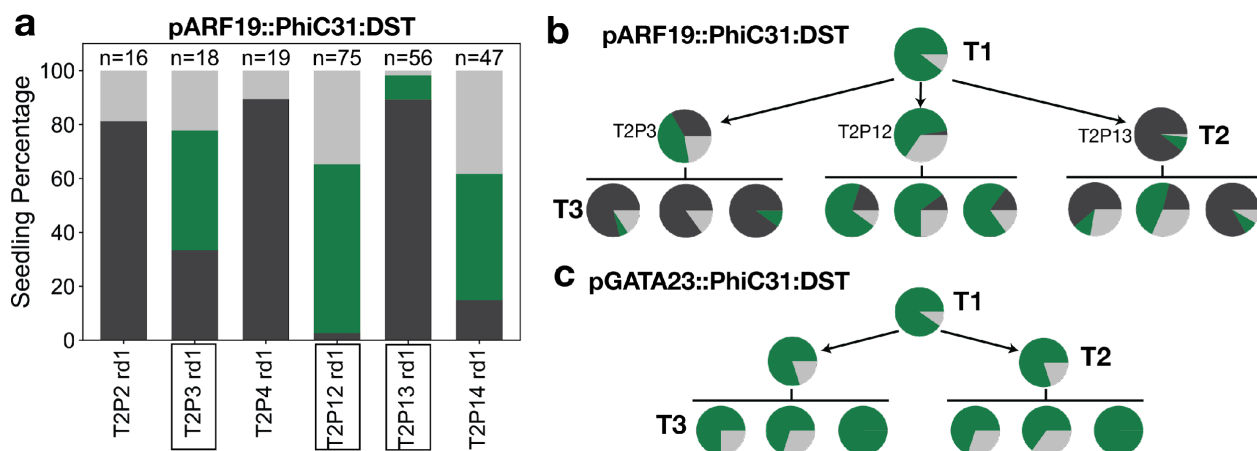 a
pARF19::PhiC31:DST
n=16 n=18 n=19 n=75 n=56 n=47
Seedling Percentage
100
80
60
40
20
0
T2P2 rd1
T2P3 rd1
T2P4 rd1
T2P12 rd1
T2P13 rd1
T2P14 rd1
b
pARF19::PhiC31:DST
T1
T2P3
T2P12
T2P13
T2
T3
c
pGATA23::PhiC31:DST
T1
T2
T3